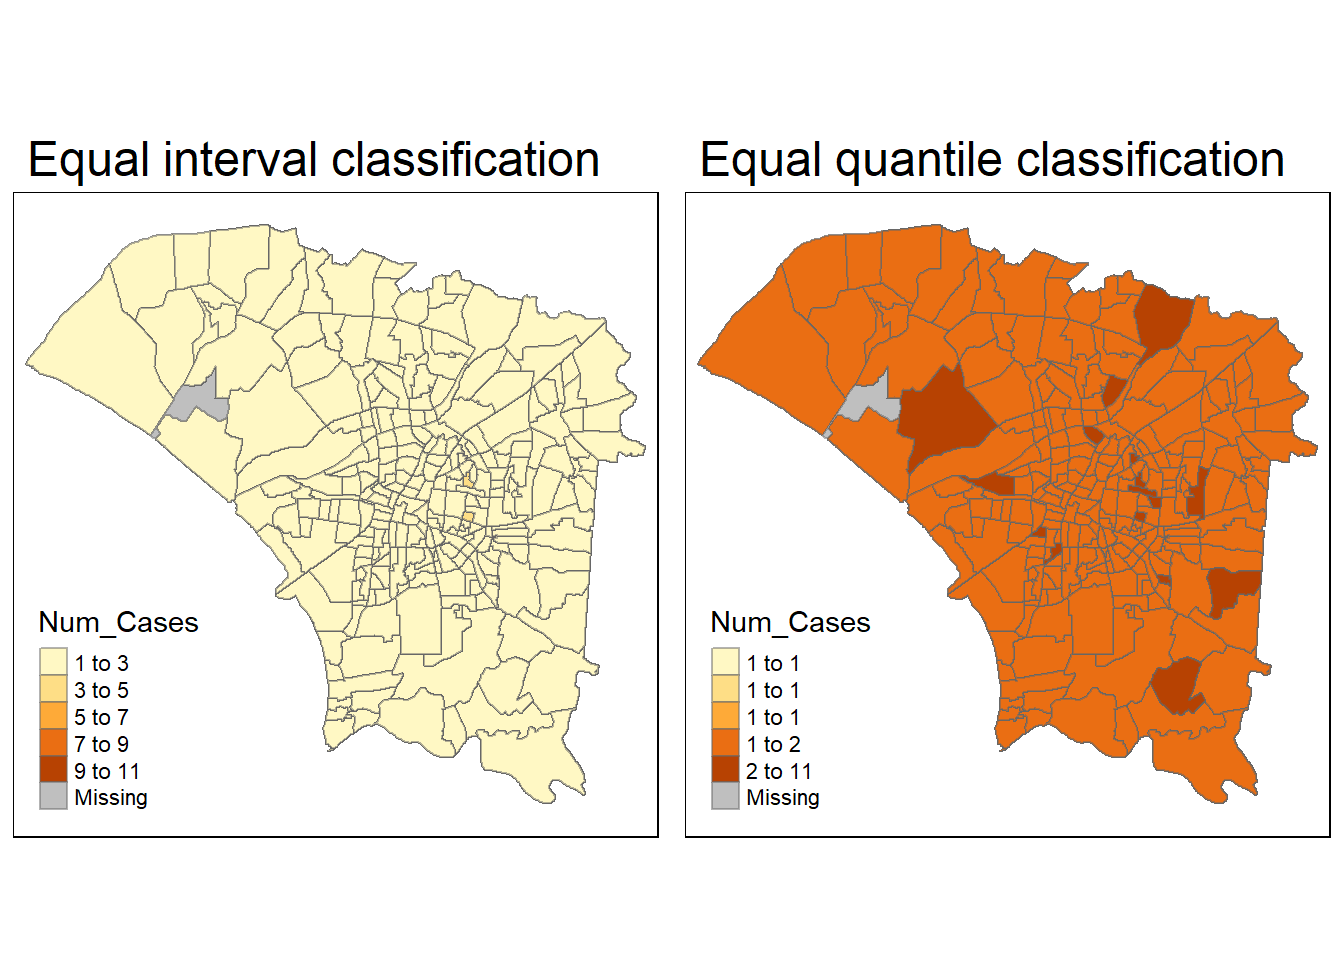 Equal interval classification
Num_Cases
1 to 3
3 to 5
5 to 7
7 to 9
9 to 11
Missing
Equal quantile classification
Num_Cases
1 to 1
1 to 1
1 to 1
1 to 2
2 to 11
Missing